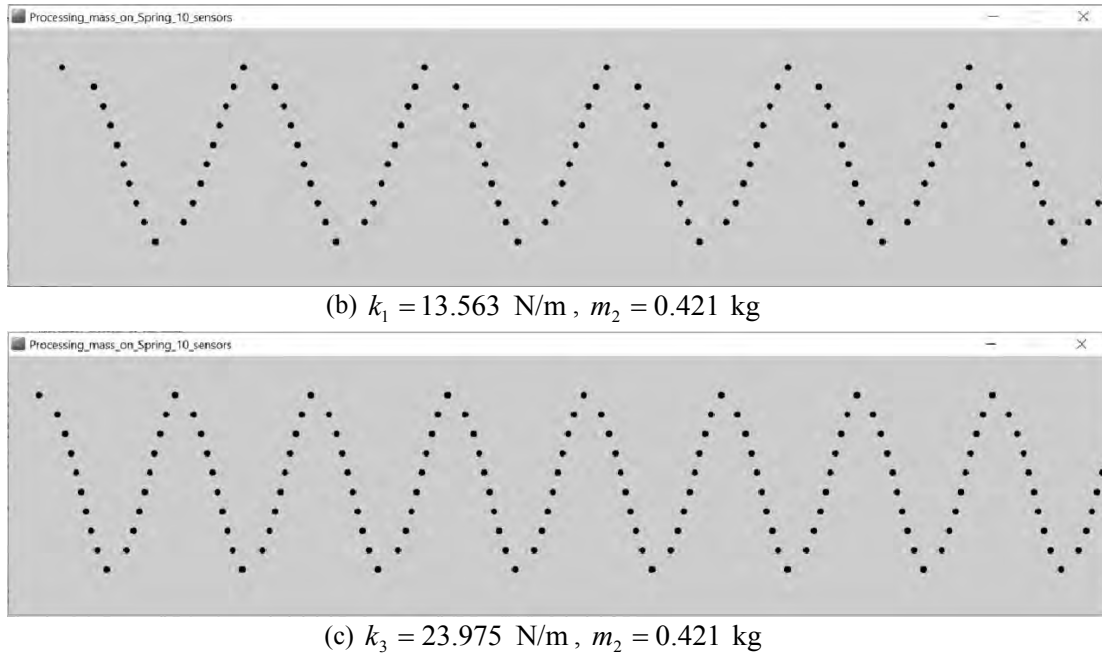 Processing_mass_on_Spring_10_sensors
(b) k₁ = 13.563 N/m , m₂ = 0.421 kg
Processing_mass_on_Spring_10_sensors
(c) k₃ = 23.975 N/m , m₂ = 0.421 kg